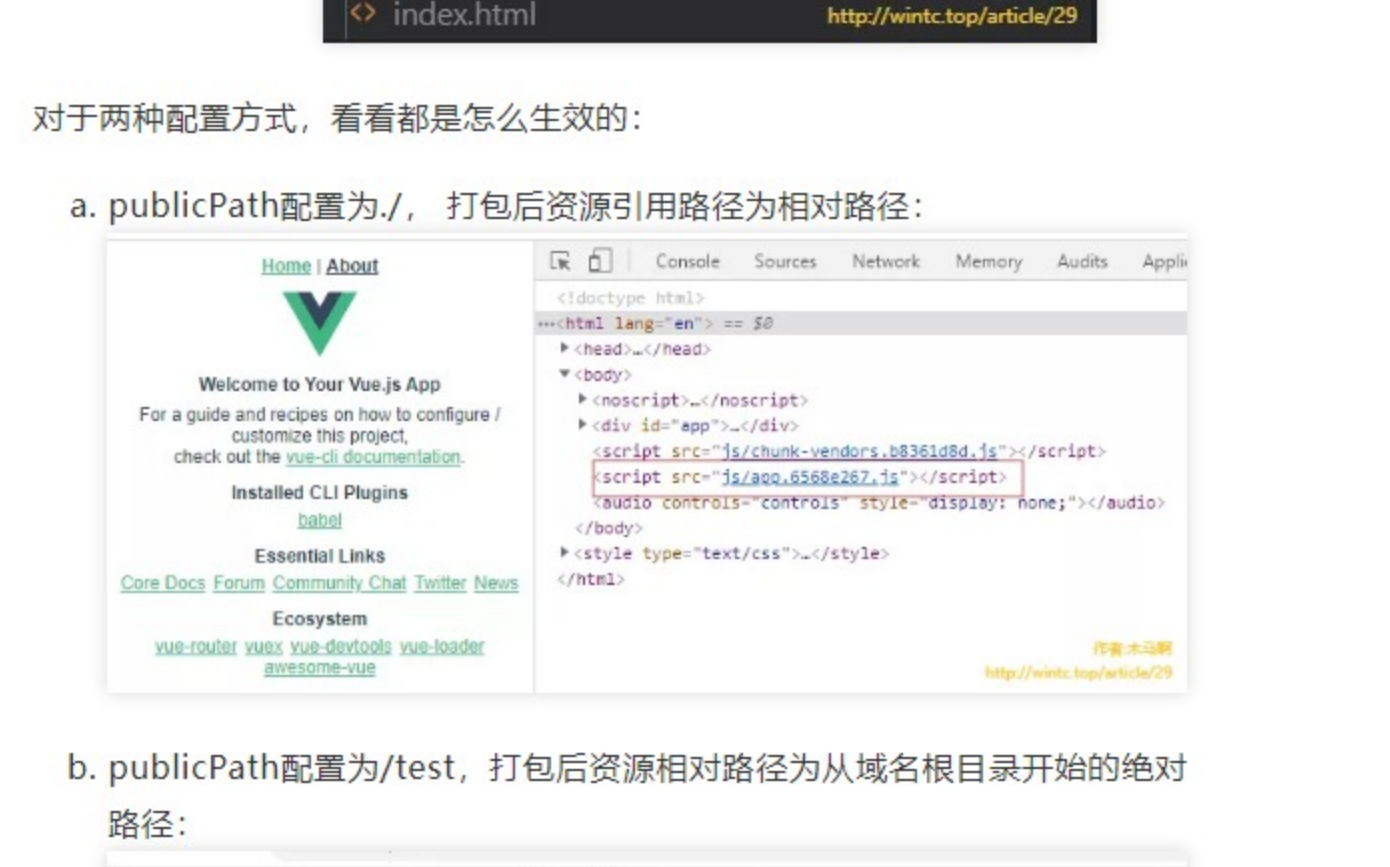 <> index.html
http://wintc.top/article/29
对于两种配置方式，看看都是怎么生效的：
a. publicPath配置为./， 打包后资源引用路径为相对路径：
Home | About
Welcome to Your Vue.js App
For a guide and recipes on how to configure /
customize this project,
check out the vue-cli documentation.
Installed CLI Plugins
babel
Essential Links
Core Docs Forum Community Chat Twitter News
Ecosystem
vue-router vuex vue-devtools vue-loader
awesome-vue
Console Sources Network Memory Audits Applic
<!doctype html>
•••<html lang="en"> == $0
▶<head>…</head>
▼<body>
▶<noscript>…</noscript>
▶<div id="app">…</div>
<script src="js/chunk-vendors.b8361d8d.js"></script>
<script src="js/app.6568e267.js"></script>
<audio controls="controls" style="display: none;"></audio>
</body>
▶<style type="text/css">…</style>
</html>
作者:木马啊
http://wintc.top/article/29
b. publicPath配置为/test，打包后资源相对路径为从域名根目录开始的绝对
路径：